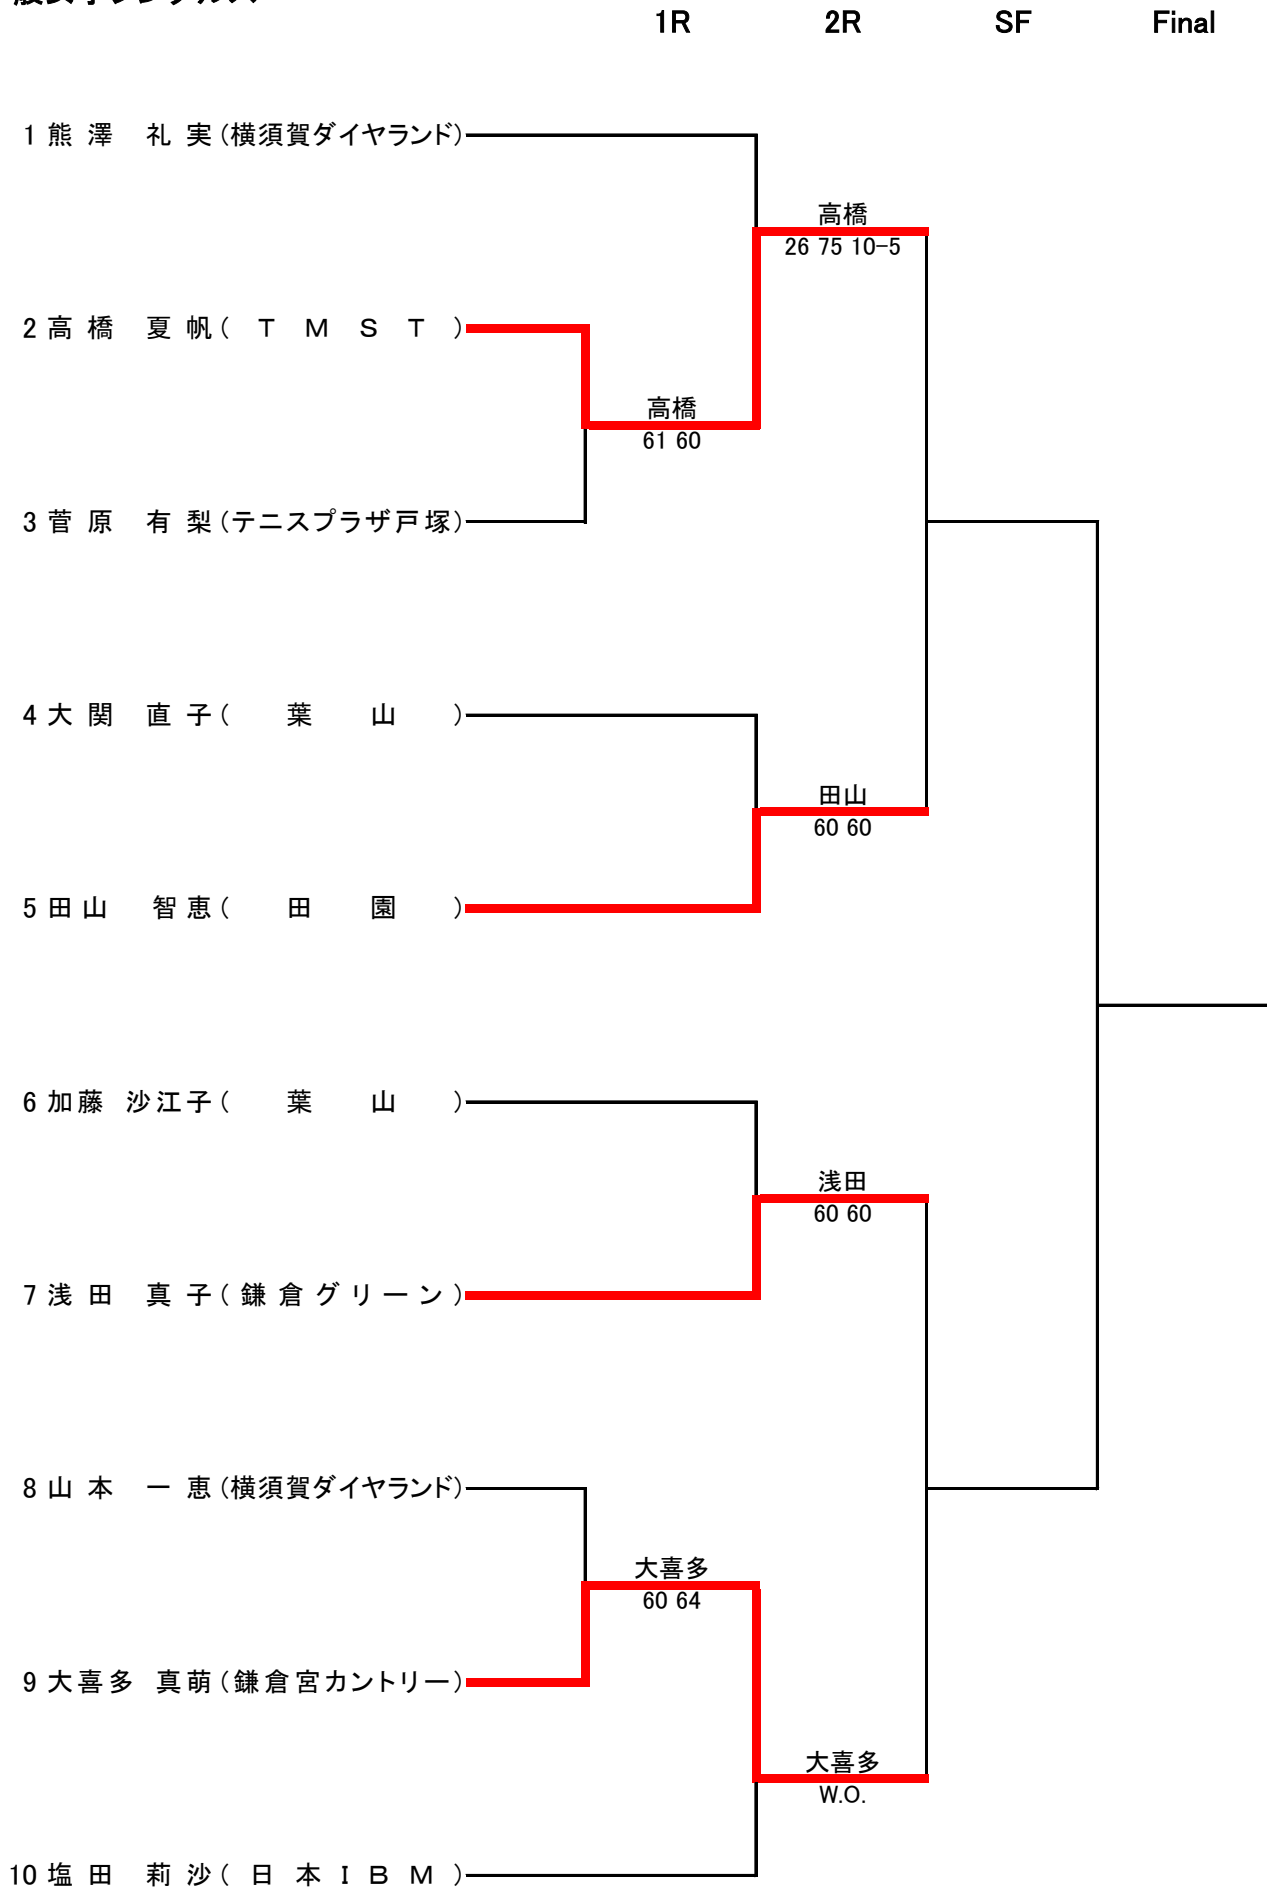 1R 2R SF Final
1 熊澤 礼実(横須賀ダイヤランド)
高橋
26 75 10-5
2 高橋 夏帆(TMST)
高橋
61 60
3 菅原 有梨(テニスプラザ戸塚)
4 大関 直子(葉山)
田山
60 60
5 田山 智恵(田園)
6 加藤 沙江子(葉山)
浅田
60 60
7 浅田 真子(鎌倉グリーン)
8 山本 一恵(横須賀ダイヤランド)
大喜多
60 64
9 大喜多 真萌(鎌倉宮カントリー)
大喜多
W.O.
10 塩田 莉沙(日本IBM)